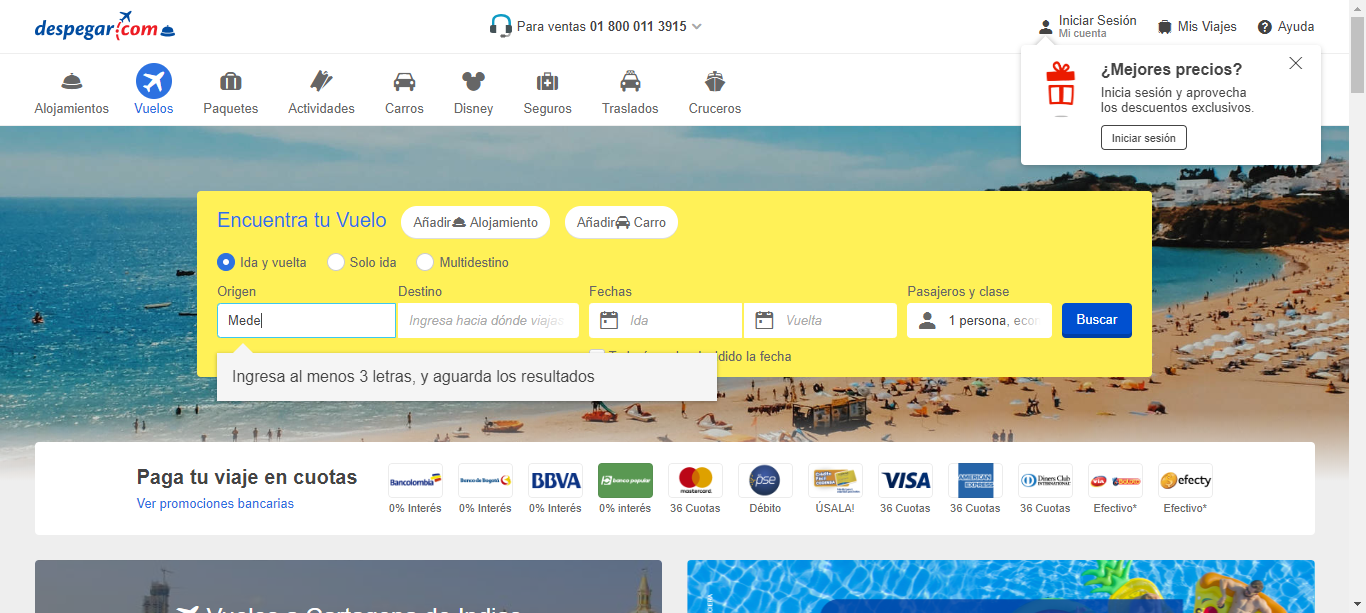 despegar.com
Para ventas 01 800 011 3915
Iniciar Sesión
Mi cuenta
Mis Viajes
Ayuda
¿Mejores precios?
Inicia sesión y aprovecha
los descuentos exclusivos.
Iniciar sesión
Alojamientos
Vuelos
Paquetes
Actividades
Carros
Disney
Seguros
Traslados
Cruceros
Encuentra tu Vuelo
Añadir Alojamiento
Añadir Carro
Ida y vuelta
Solo ida
Multidestino
Origen
Destino
Fechas
Pasajeros y clase
Mede
Ingresa hacia dónde viajas
Ida
Vuelta
1 persona, econ
Buscar
la fecha
Ingresa al menos 3 letras, y aguarda los resultados
Paga tu viaje en cuotas
Ver promociones bancarias
Bancolombia
Banco de Bogotá
BBVA
banco popular
mastercard
pse
VISA
AMERICAN EXPRESS
Diners Club
INTERNATIONAL
via baloto
efecty
0% Interés
0% Interés
0% Interés
0% interés
36 Cuotas
Débito
ÚSALA!
36 Cuotas
36 Cuotas
36 Cuotas
Efectivo*
Efectivo*
Vuelos a Cartagena de Indias